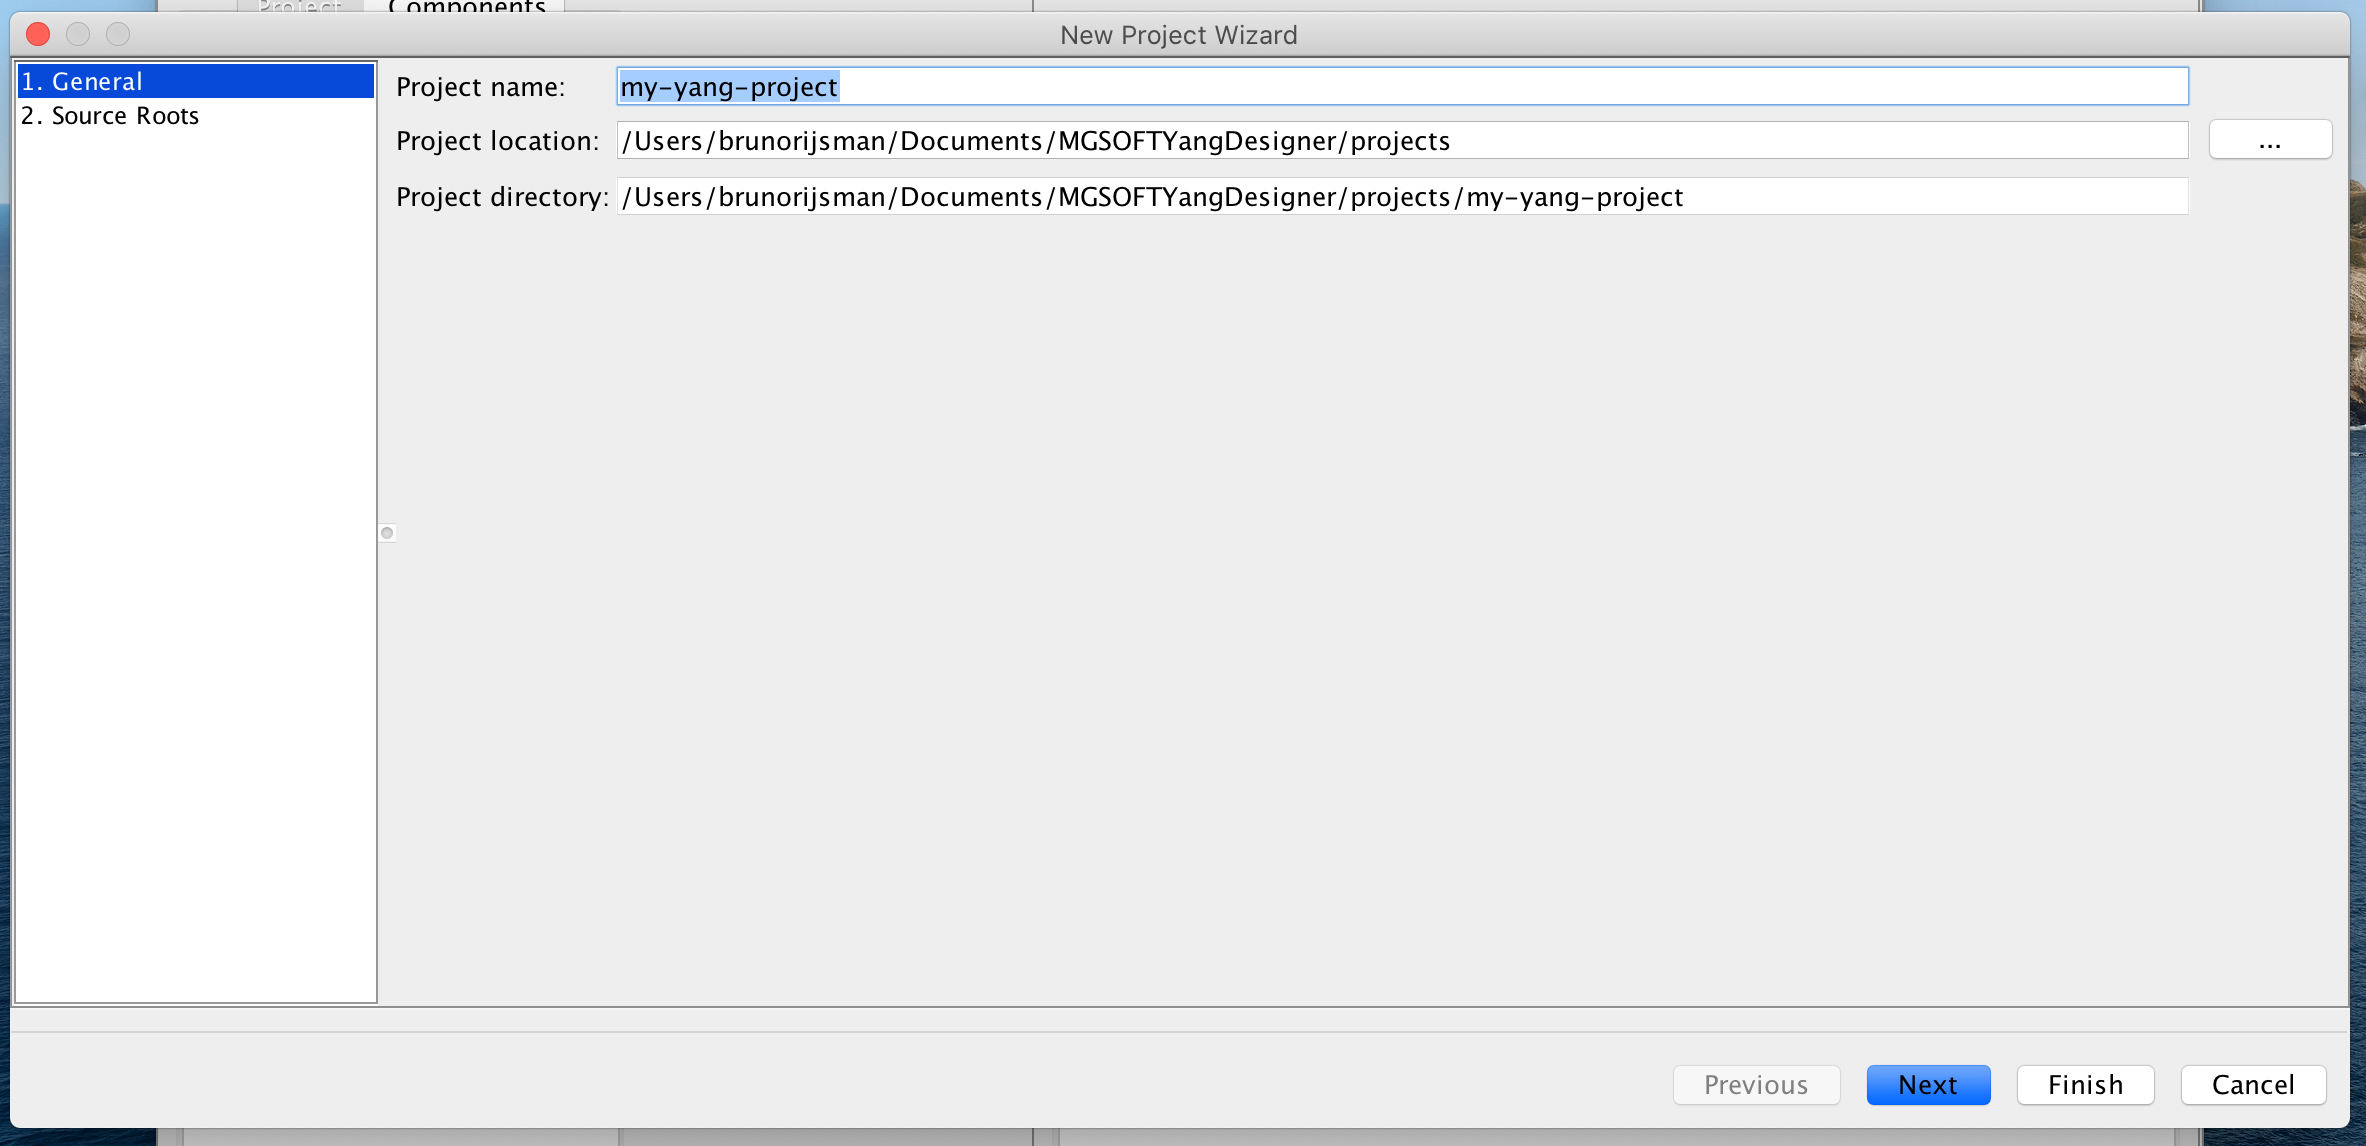 Project Components
New Project Wizard
1. General
2. Source Roots
Project name: my-yang-project
Project location: /Users/brunorijsman/Documents/MGSOFTYangDesigner/projects ...
Project directory: /Users/brunorijsman/Documents/MGSOFTYangDesigner/projects/my-yang-project
Previous Next Finish Cancel